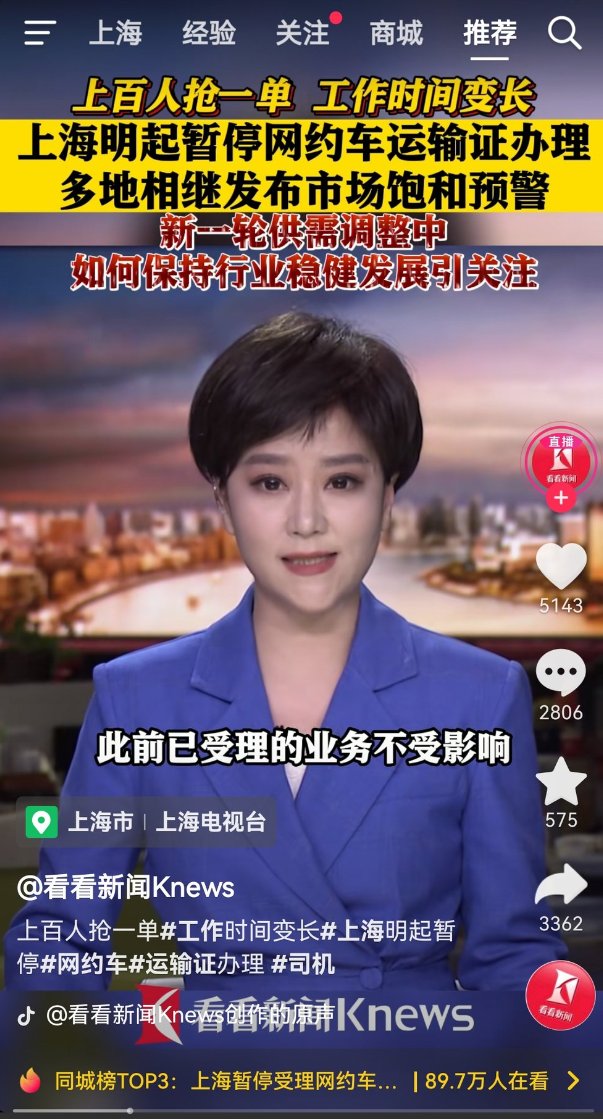 上海 经验 关注 商城 推荐
上百人抢一单 工作时间变长
上海明起暂停网约车运输证办理
多地相继发布市场饱和预警
新一轮供需调整中
如何保持行业稳健发展引关注
直播
看看新闻
5143
2806
此前已受理的业务不受影响
575
上海市 | 上海电视台
@看看新闻Knews
3362
上百人抢一单#工作时间变长#上海明起暂
停#网约车#运输证办理 #司机
看看新闻
@看看新闻Knews创作的原声
看看新闻Knews
同城榜TOP3：上海暂停受理网约车... | 89.7万人在看